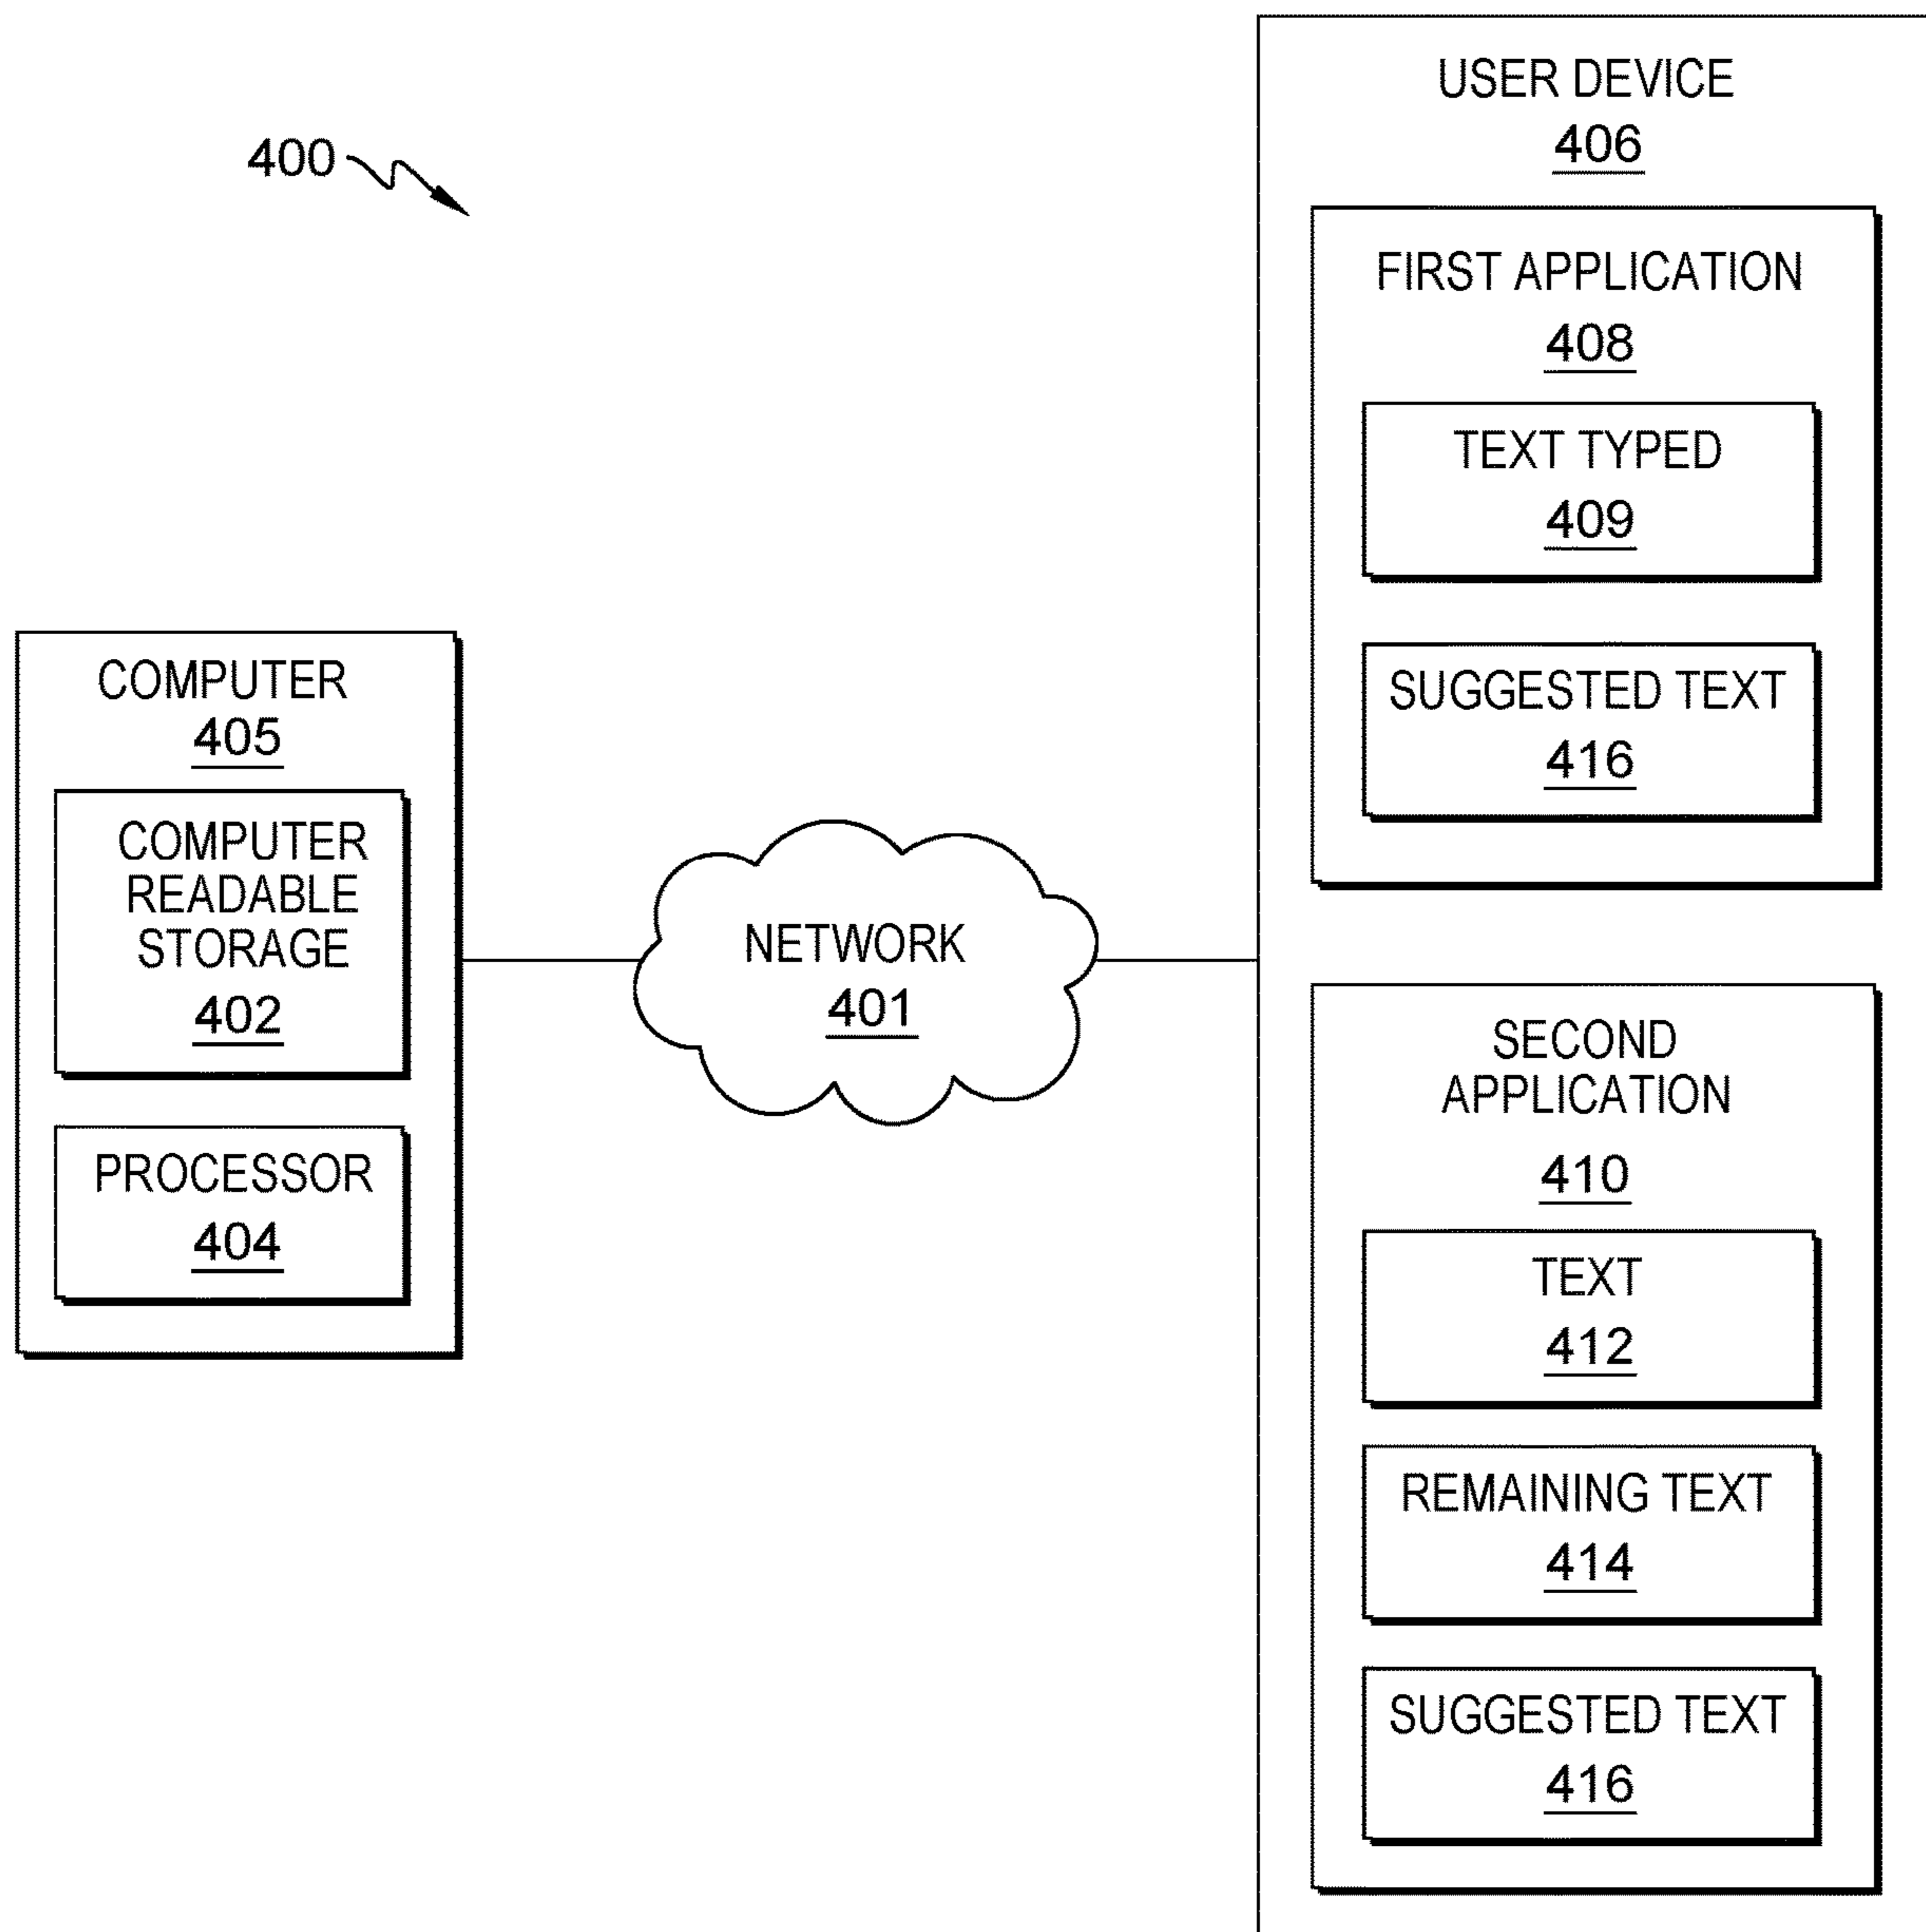 400
COMPUTER
405
COMPUTER
READABLE
STORAGE
402
PROCESSOR
404
NETWORK
401
USER DEVICE
406
FIRST APPLICATION
408
TEXT TYPED
409
SUGGESTED TEXT
416
SECOND
APPLICATION
410
TEXT
412
REMAINING TEXT
414
SUGGESTED TEXT
416